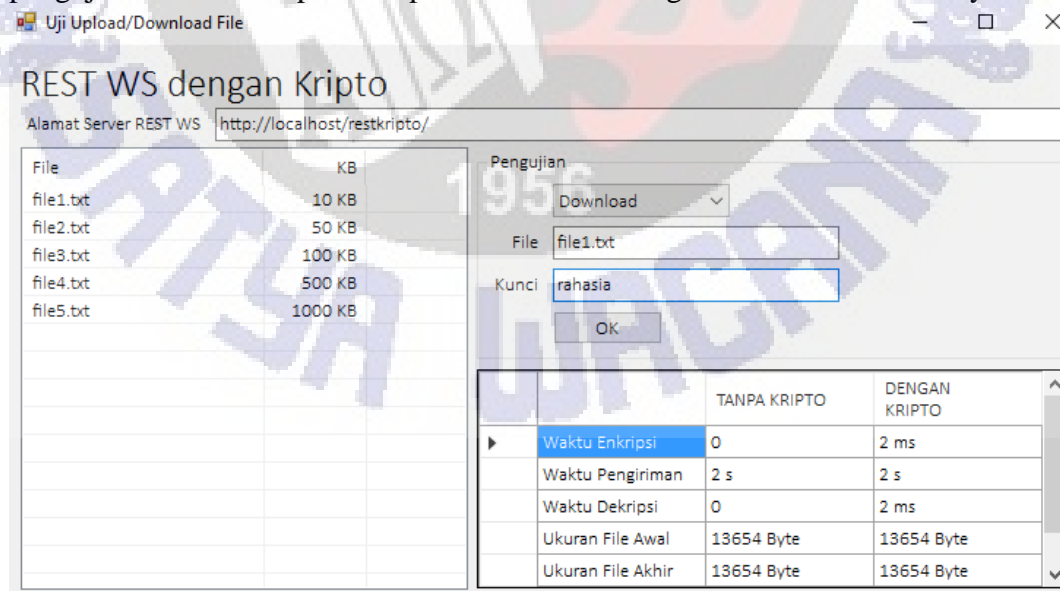 Uji Upload/Download File
REST WS dengan Kripto
Alamat Server REST WS http://localhost/restkripto/
File KB
file1.txt 10 KB
file2.txt 50 KB
file3.txt 100 KB
file4.txt 500 KB
file5.txt 1000 KB
Pengujian
Download
File file1.txt
Kunci rahasia
OK
TANPA KRIPTO DENGAN KRIPTO
Waktu Enkripsi 0 2 ms
Waktu Pengiriman 2 s 2 s
Waktu Dekripsi 0 2 ms
Ukuran File Awal 13654 Byte 13654 Byte
Ukuran File Akhir 13654 Byte 13654 Byte
1956
SATYA WACANA